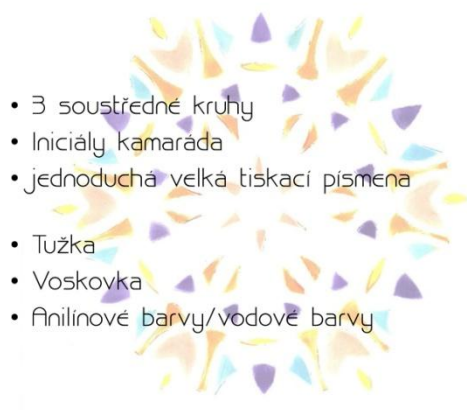 • 3 soustředné kruhy
• Iniciály kamaráda
• jednoduchá velká tiskací písmena
• Tužka
• Voskovka
• Anilínové barvy/vodové barvy